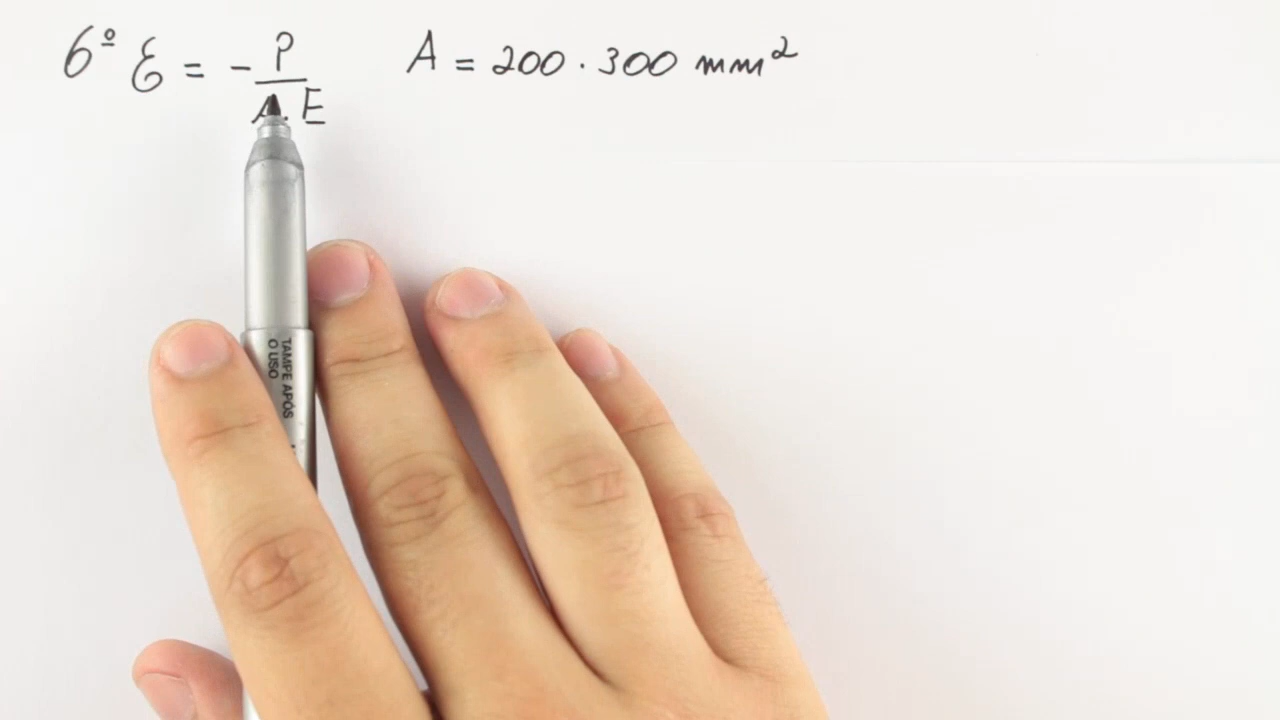 6º ε = - P / A.E
A = 200 · 300 mm²
TAMPE APÓS
O USO